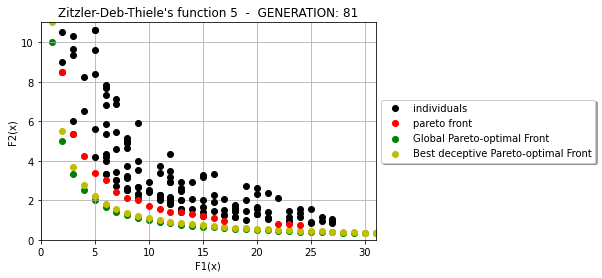 Zitzler-Deb-Thiele's function 5 - GENERATION: 81
10
8
6
4
2
0
F2(x)
0 5 10 15 20 25 30
F1(x)
individuals
pareto front
Global Pareto-optimal Front
Best deceptive Pareto-optimal Front